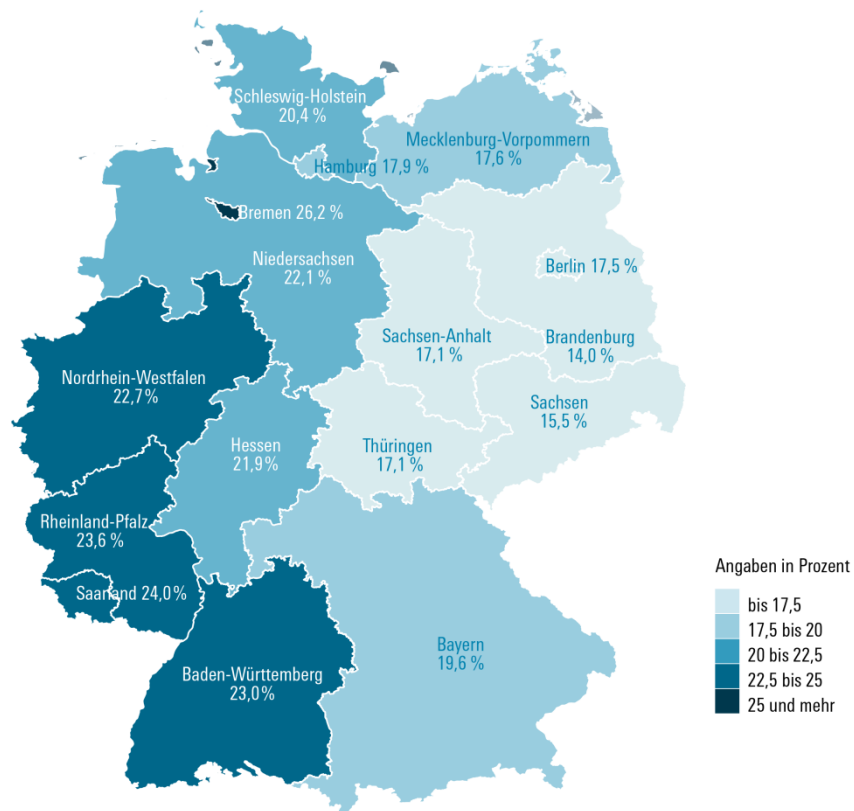 Schleswig-Holstein
20,4 %
Mecklenburg-Vorpommern
17,6 %
Hamburg 17,9 %
Bremen 26,2 %
Niedersachsen
22,1 %
Berlin 17,5 %
Sachsen-Anhalt
17,1 %
Brandenburg
14,0 %
Nordrhein-Westfalen
22,7%
Sachsen
15,5 %
Hessen
21,9%
Thüringen
17,1 %
Rheinland-Pfalz
23,6 %
Saarland 24,0%
Baden-Württemberg
23,0%
Bayern
19,6 %
Angaben in Prozent
bis 17,5
17,5 bis 20
20 bis 22,5
22,5 bis 25
25 und mehr